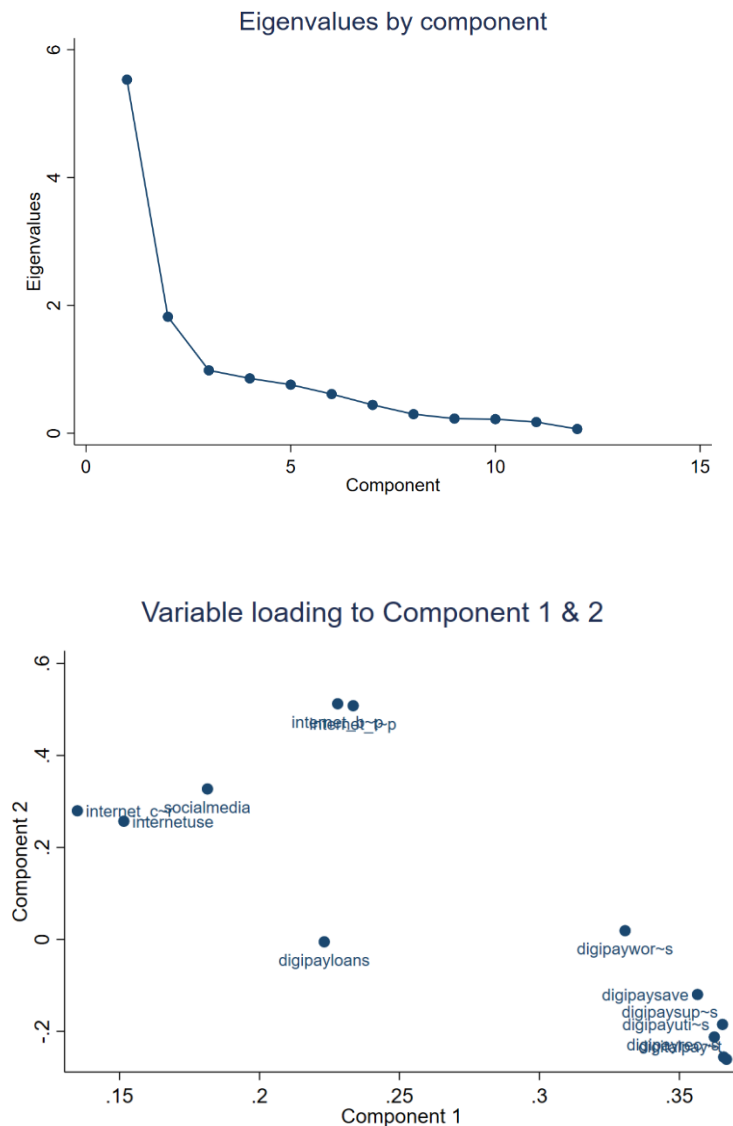 Eigenvalues by component
6
4
2
0
Eigenvalues
0 5 10 15
Component
Variable loading to Component 1 & 2
.6
.4
.2
0
-.2
Component 2
internet_b~p
internet_t~p
internet_c~r
socialmedia
internetuse
digipayloans
digipaywor~s
digipaysave
digipaysup~s
digipayuti~s
.15 .2 .25 .3 .35
Component 1